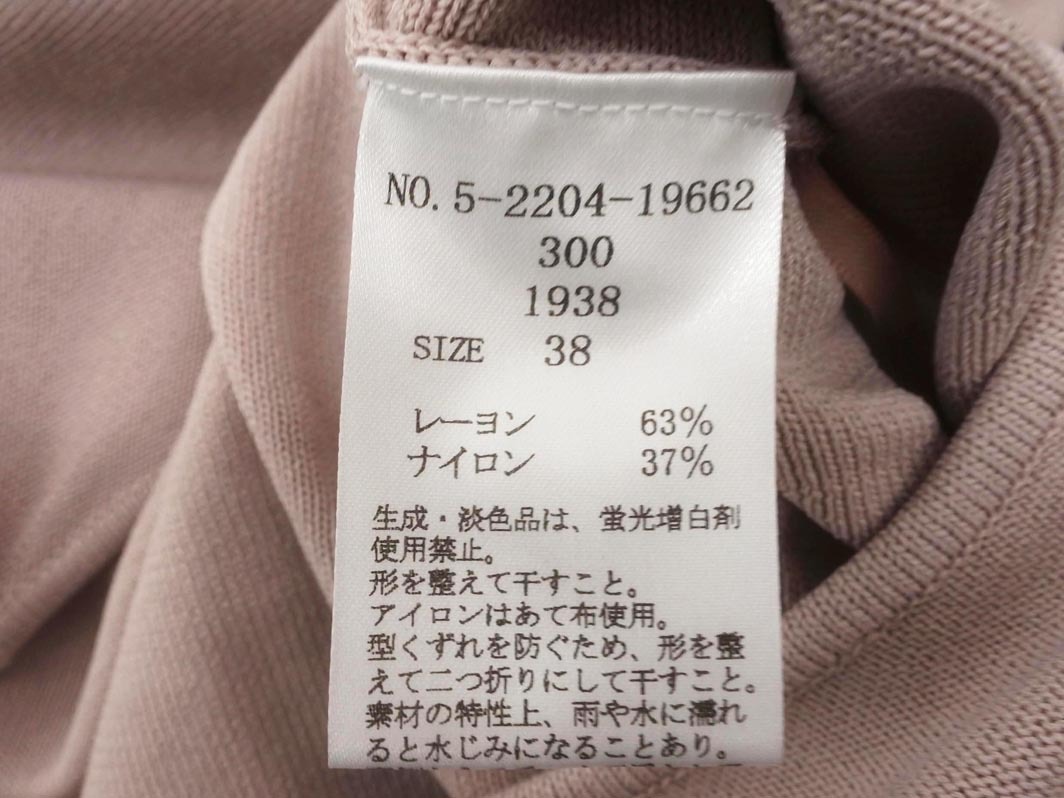 NO. 5-2204-19662
300
1938
SIZE 38
レーヨン 63%
ナイロン 37%
生成・淡色品は、蛍光増白剤
使用禁止。
形を整えて干すこと。
アイロンはあて布使用。
型くずれを防ぐため、形を整
えて二つ折りにして干すこと。
素材の特性上、雨や水に濡れ
ると水じみになることあり。